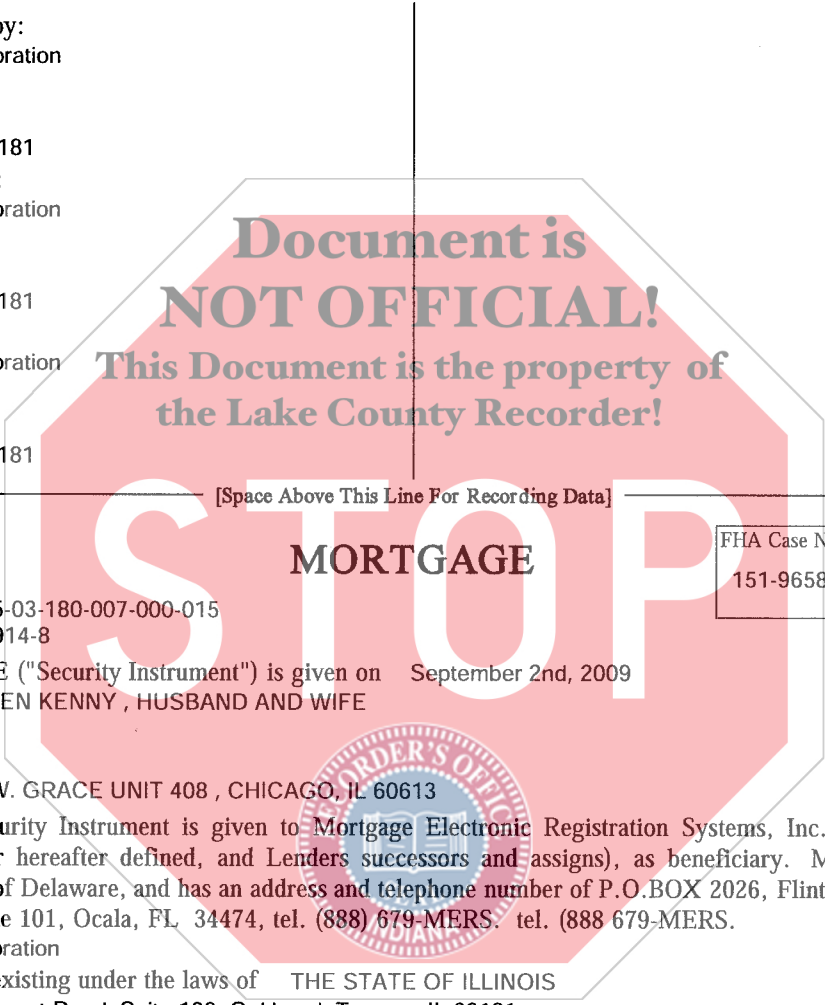 by:
oration
181
:
oration
181
oration
181
Document is
NOT OFFICIAL!
This Document is the property of
the Lake County Recorder!
STOP
[Space Above This Line For Recording Data]
MORTGAGE
FHA Case N
151-9658
-03-180-007-000-015
914-8
E ("Security Instrument") is given on September 2nd, 2009
EN KENNY , HUSBAND AND WIFE
W. GRACE UNIT 408 , CHICAGO, IL 60613
urity Instrument is given to Mortgage Electronic Registration Systems, Inc.
r hereafter defined, and Lenders successors and assigns), as beneficiary. M
of Delaware, and has an address and telephone number of P.O.BOX 2026, Flint
e 101, Ocala, FL 34474, tel. (888) 679-MERS. tel. (888 679-MERS.
oration
existing under the laws of THE STATE OF ILLINOIS
RECORDER'S OFFIC
INDIANA